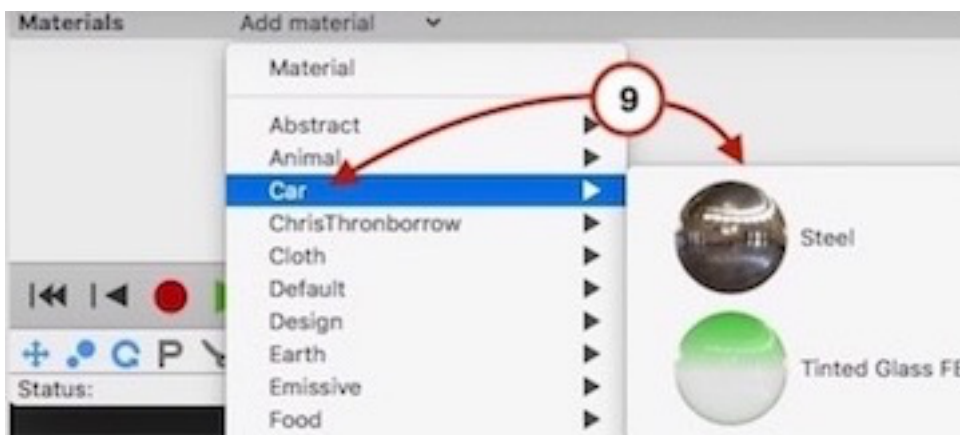 Materials Add material
Material
9
Abstract
Animal
Car
ChrisThronborrow
Steel
Cloth
Default
Design
P
Earth
Tinted Glass FE
Status:
Emissive
Food